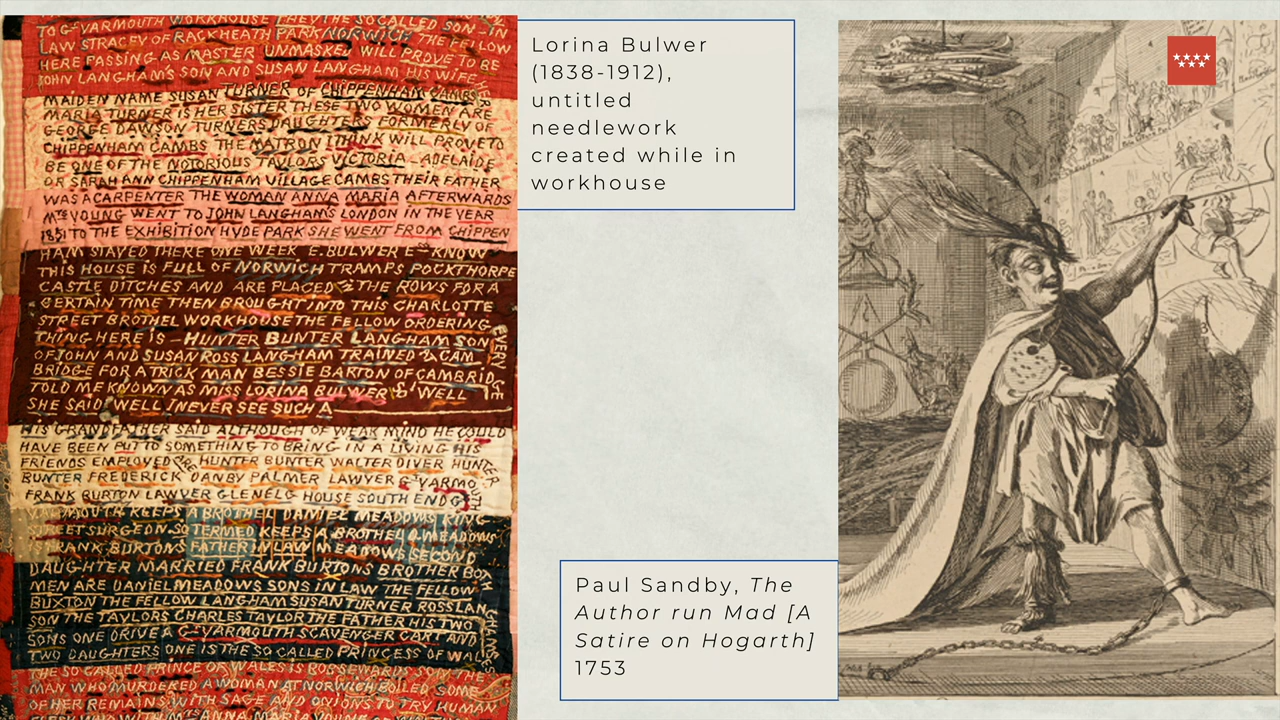 TO Gt YARMOUTH WORKHOUSE THEY THE SO CALLED SON-IN
LAW STRACEY OF RACKHEATH PARK NORWICH THE FELLOW
HERE PASSING AS MASTER UNMASKED WILL PROVE TO BE
JOHN LANGHAM'S SON AND SUSAN LANGHAM HIS WIFE
MAIDEN NAME SUSAN TURNER OF CHIPPENHAM CAMBS
MARIA TURNER IS HER SISTER THESE TWO WOMEN ARE
GEORGE DAWSON TURNERS DAUGHTERS FORMERLY OF
CHIPPENHAM CAMBS THE MATRON I THINK WILL PROVE TO
BE ONE OF THE NOTORIOUS TAYLORS VICTORIA-ADELAIDE
OR SARAH ANN CHIPPENHAM VILLAGE CAMBS THEIR FATHER
WAS A CARPENTER THE WOMAN ANNA MARIA AFTERWARDS
Mrs YOUNG WENT TO JOHN LANGHAM'S LONDON IN THE YEAR
1851 TO THE EXHIBITION HYDE PARK SHE WENT FROM CHIPPEN
HAM STAYED THERE ONE WEEK E. BULWER KNOW
THIS HOUSE IS FULL OF NORWICH TRAMPS POCKTHORPE
CASTLE DITCHES AND ARE PLACED THE ROWS FOR A
CERTAIN TIME THEN BROUGHT INTO THIS CHARLOTTE
STREET BROTHEL WORKHOUSE THE FELLOW ORDERING EVERY
THING HERE IS - HUNTER BUNTER LANGHAM SON
OF JOHN AND SUSAN ROSS LANGHAM TRAINED CAM
BRIDGE FOR A TRICK MAN BESSIE BARTON OF CAMBRIDGE
TOLD ME KNOWN AS MISS LORINA BULWER & WELL
SHE SAID WELL I NEVER SEE SUCH A
HIS GRANDFATHER SAID ALTHOUGH OF WEAK MIND HE COULD
HAVE BEEN PUT TO SOMETHING TO BRING IN A LIVING HIS
FRIENDS EMPLOYED ARE HUNTER BUNTER WALTER DIVER HUNTER
BUNTER FREDERICK DANBY PALMER LAWYER Gt YARMO
FRANK BURTON LAWYER GLENELG HOUSE SOUTH END Gt
YARMOUTH KEEPS A BROTHEL DANIEL MEADOWS KING
STREET SURGEON SO TERMED KEEPS A BROTHEL D. MEADOWS
IS FRANK BURTONS FATHER IN LAW MEADOWS SECOND
DAUGHTER MARRIED FRANK BURTONS BROTHER BOTH
MEN ARE DANIEL MEADOWS SONS IN LAW THE FELLOW
BUXTON THE FELLOW LANGHAM SUSAN TURNER ROSS LAN
SON THE TAYLORS CHARLES TAYLOR THE FATHER HIS TWO
SONS ONE DRIVE A Gt YARMOUTH SCAVENGER CART AND
TWO DAUGHTERS ONE IS THE SO CALLED PRINCESS OF WALES
THE SO CALLED PRINCE OF WALES IS ROBS EDWARDS SON THE
MAN WHO MURDERED A WOMAN AT NORWICH BOILED SOME
OF HER REMAINS WITH SAGE AND ONIONS TO TRY HUMAN
Lorina Bulwer
(1838-1912),
untitled
needlework
created while in
workhouse
Paul Sandby, The
Author run Mad [A
Satire on Hogarth]
1753